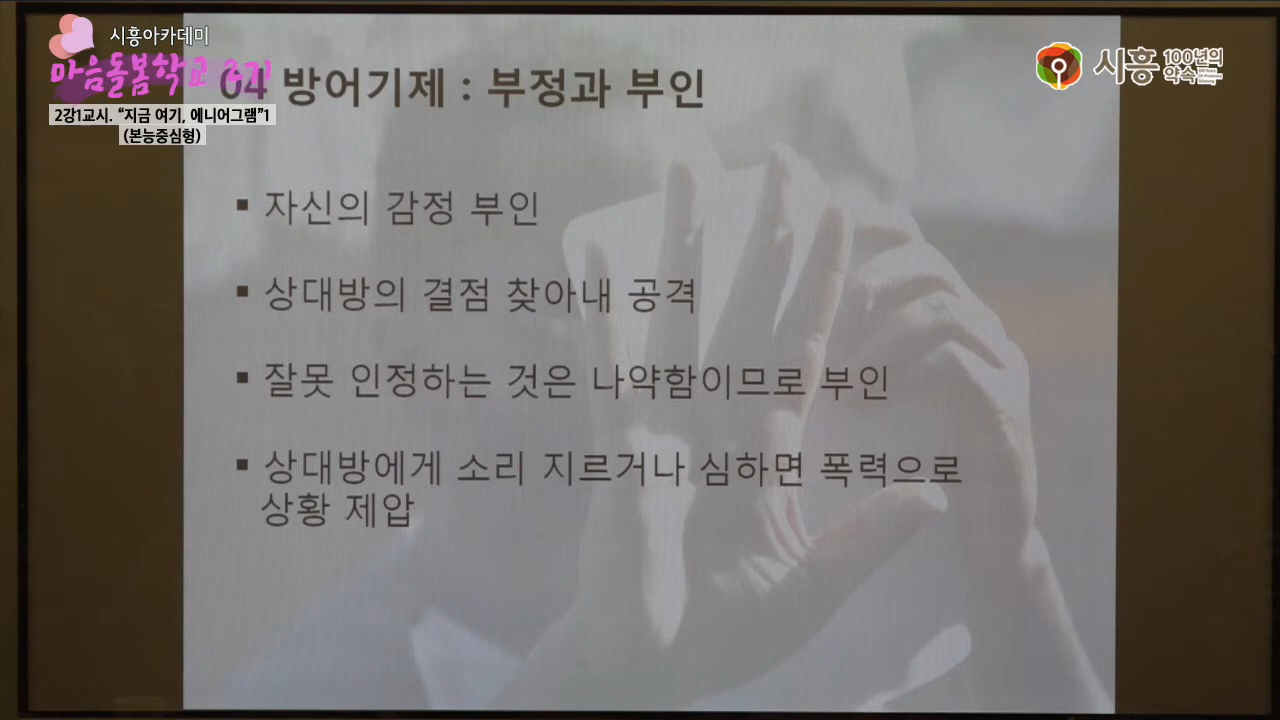 시흥아카데미
마음돌봄학교 2기
2강1교시. “지금 여기, 에니어그램”1
(본능중심형)
시흥 100년의
약속
04 방어기제 : 부정과 부인
▪ 자신의 감정 부인
▪ 상대방의 결점 찾아내 공격
▪ 잘못 인정하는 것은 나약함이므로 부인
▪ 상대방에게 소리 지르거나 심하면 폭력으로
상황 제압